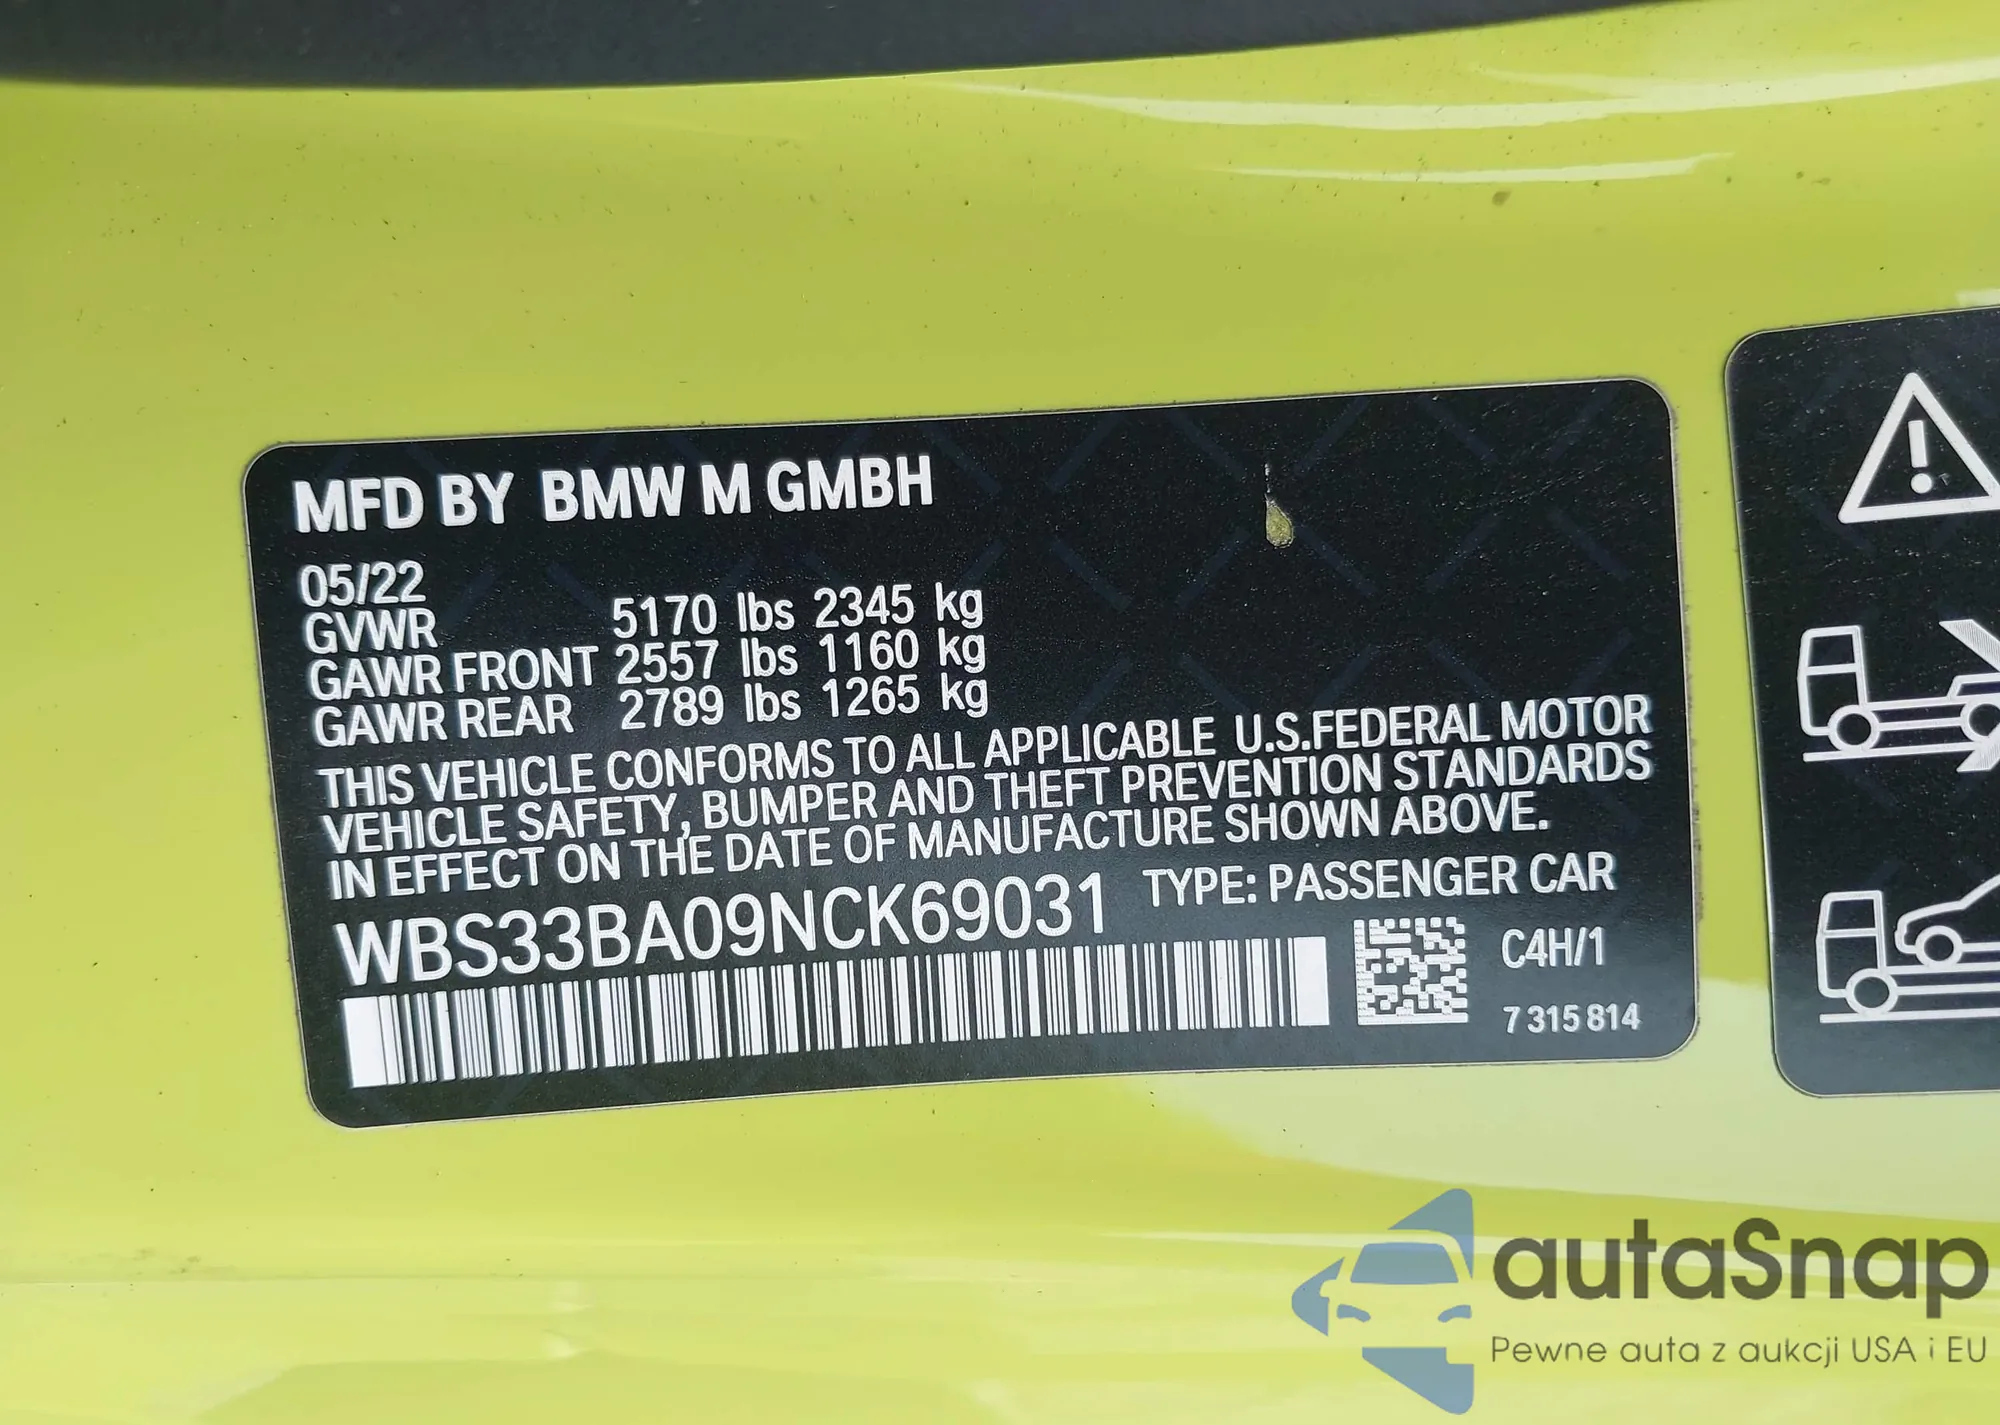 MFD BY BMW M GMBH
05/22
GVWR 5170 lbs 2345 kg
GAWR FRONT 2557 lbs 1160 kg
GAWR REAR 2789 lbs 1265 kg
THIS VEHICLE CONFORMS TO ALL APPLICABLE U.S.FEDERAL MOTOR
VEHICLE SAFETY, BUMPER AND THEFT PREVENTION STANDARDS
IN EFFECT ON THE DATE OF MANUFACTURE SHOWN ABOVE.
WBS33BA09NCK69031 TYPE: PASSENGER CAR
C4H/1
7 315 814
autaSnap
Pewne auta z aukcji USA i EU